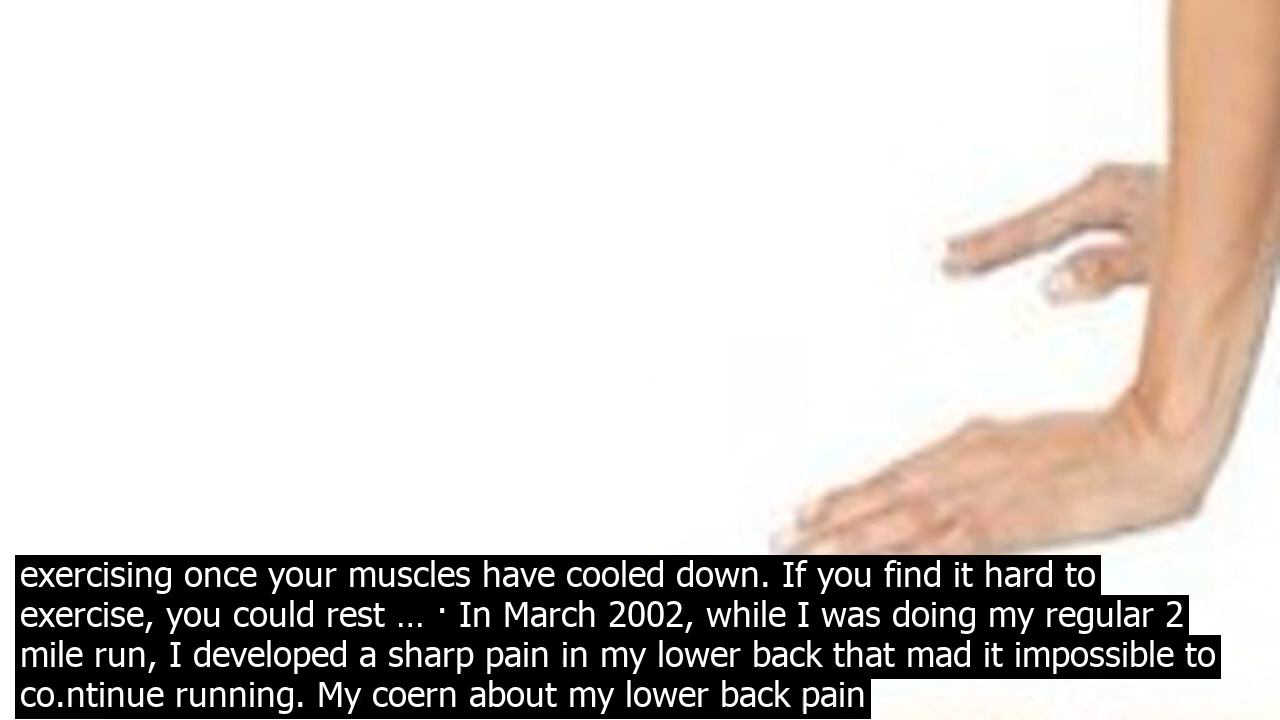 exercising once your muscles have cooled down. If you find it hard to
exercise, you could rest ... · In March 2002, while I was doing my regular 2
mile run, I developed a sharp pain in my lower back that mad it impossible to
co.ntinue running. My coern about my lower back pain